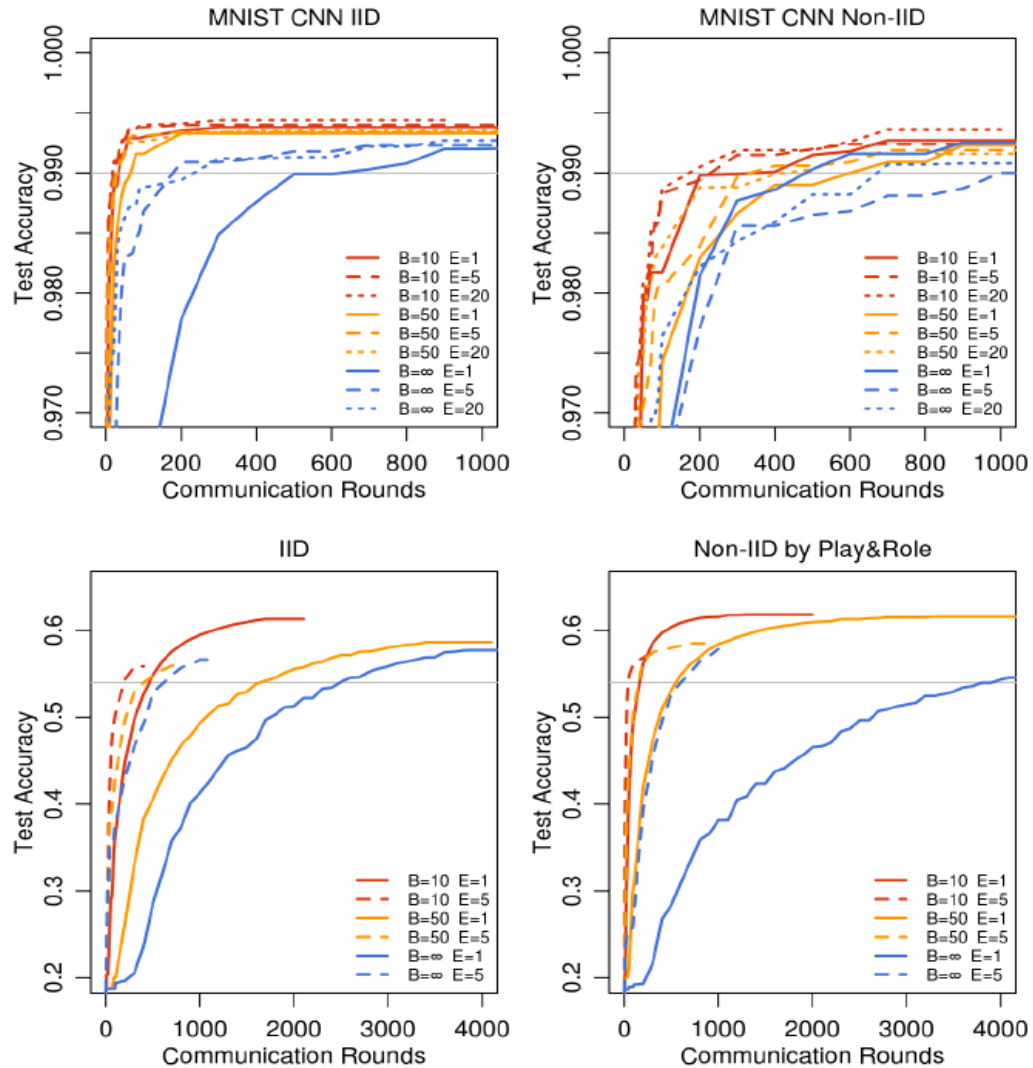 MNIST CNN IID
Test Accuracy
1.000
0.990
0.980
0.970
B=10 E=1
B=10 E=5
B=10 E=20
B=50 E=1
B=50 E=5
B=50 E=20
B=∞ E=1
B=∞ E=5
B=∞ E=20
0 200 400 600 800 1000
Communication Rounds
MNIST CNN Non-IID
Test Accuracy
1.000
0.990
0.980
0.970
B=10 E=1
B=10 E=5
B=10 E=20
B=50 E=1
B=50 E=5
B=50 E=20
B=∞ E=1
B=∞ E=5
B=∞ E=20
0 200 400 600 800 1000
Communication Rounds
IID
Test Accuracy
0.6
0.5
0.4
0.3
0.2
B=10 E=1
B=10 E=5
B=50 E=1
B=50 E=5
B=∞ E=1
B=∞ E=5
0 1000 2000 3000 4000
Communication Rounds
Non-IID by Play&Role
Test Accuracy
0.6
0.5
0.4
0.3
0.2
B=10 E=1
B=10 E=5
B=50 E=1
B=50 E=5
B=∞ E=1
B=∞ E=5
0 1000 2000 3000 4000
Communication Rounds